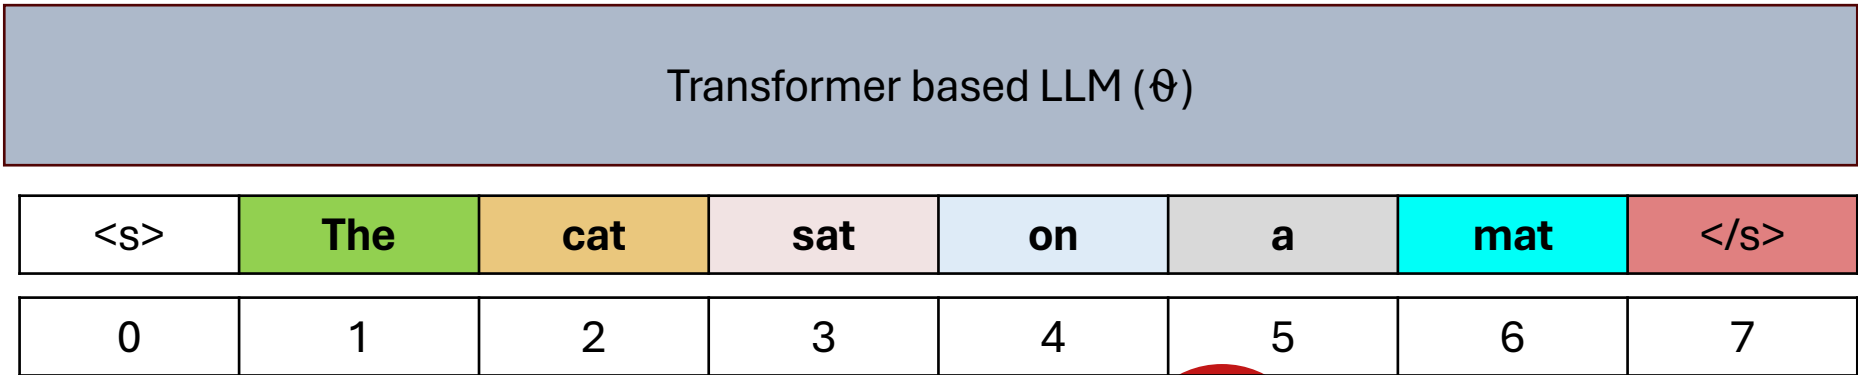 Transformer based LLM (ϴ)
<s> The cat sat on a mat </s>
0 1 2 3 4 5 6 7